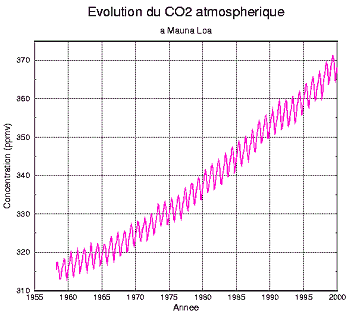 Evolution du CO2 atmospherique
a Mauna Loa
Concentration (ppmv)
370
360
350
340
330
320
310
1955 1960 1965 1970 1975 1980 1985 1990 1995 2000
Annee